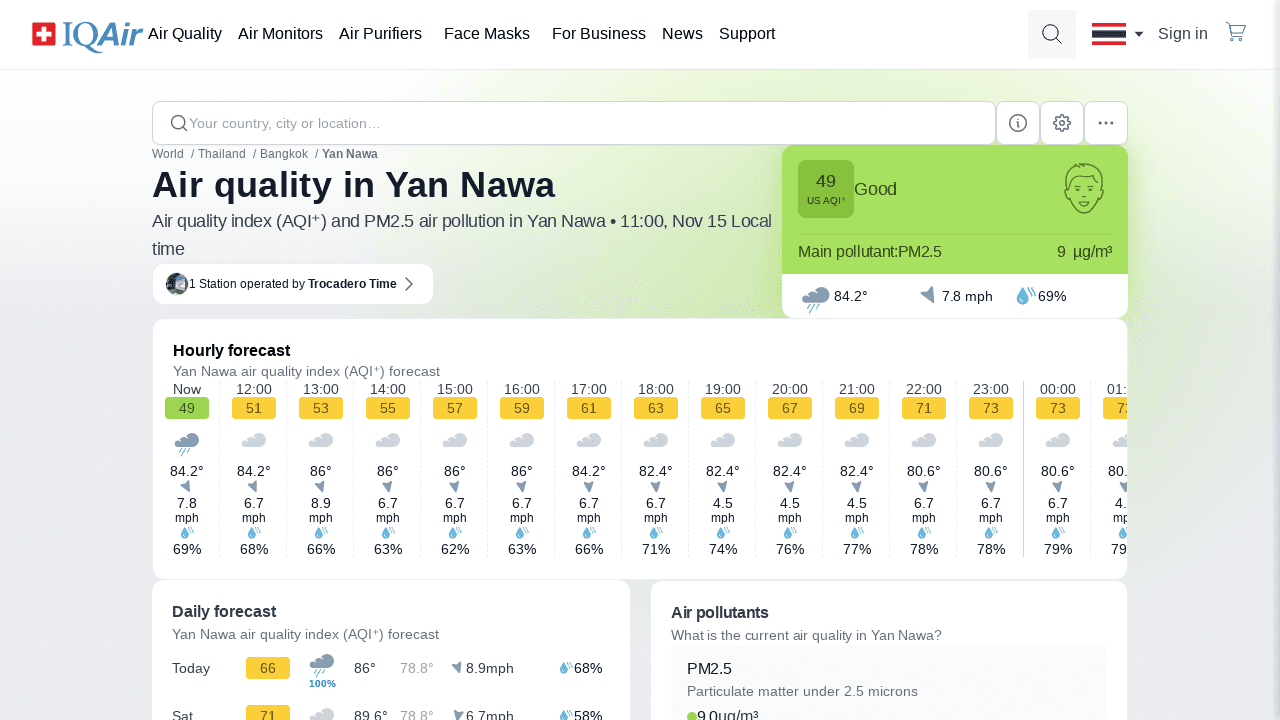 IQAir Air Quality Air Monitors Air Purifiers Face Masks For Business News Support Sign in
Your country, city or location…
World / Thailand / Bangkok / Yan Nawa
Air quality in Yan Nawa
Air quality index (AQI⁺) and PM2.5 air pollution in Yan Nawa • 11:00, Nov 15 Local
time
1 Station operated by Trocadero Time
49
US AQI⁺
Good
Main pollutant:PM2.5 9 µg/m³
84.2° 7.8 mph 69%
Hourly forecast
Yan Nawa air quality index (AQI⁺) forecast
Now 12:00 13:00 14:00 15:00 16:00 17:00 18:00 19:00 20:00 21:00 22:00 23:00 00:00
49 51 53 55 57 59 61 63 65 67 69 71 73 73
84.2° 84.2° 86° 86° 86° 86° 84.2° 82.4° 82.4° 82.4° 82.4° 80.6° 80.6° 80.6°
7.8 6.7 8.9 6.7 6.7 6.7 6.7 6.7 4.5 4.5 4.5 6.7 6.7 6.7
mph mph mph mph mph mph mph mph mph mph mph mph mph mph
69% 68% 66% 63% 62% 63% 66% 71% 74% 76% 77% 78% 78% 79%
Daily forecast
Yan Nawa air quality index (AQI⁺) forecast
Today 66 100% 86° 78.8° 8.9mph 68%
Sat 71 89.6° 78.8° 6.7mph 58%
Air pollutants
What is the current air quality in Yan Nawa?
PM2.5
Particulate matter under 2.5 microns
9.0µg/m³